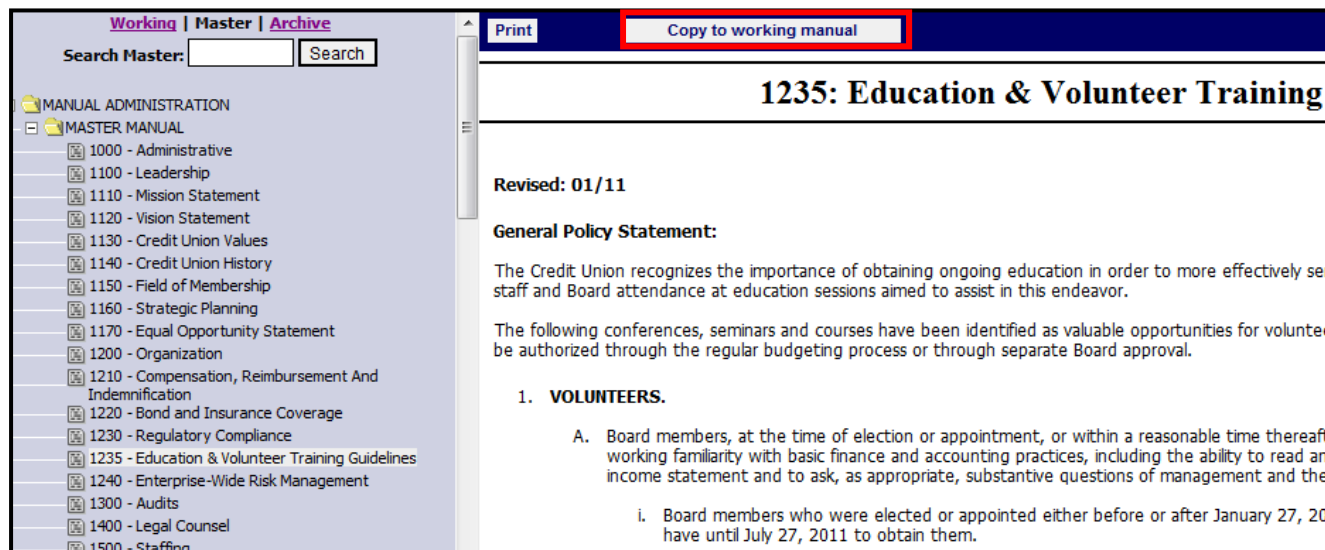 Working | Master | Archive
Search Master:
Search
MANUAL ADMINISTRATION
MASTER MANUAL
1000 - Administrative
1100 - Leadership
1110 - Mission Statement
1120 - Vision Statement
1130 - Credit Union Values
1140 - Credit Union History
1150 - Field of Membership
1160 - Strategic Planning
1170 - Equal Opportunity Statement
1200 - Organization
1210 - Compensation, Reimbursement And
Indemnification
1220 - Bond and Insurance Coverage
1230 - Regulatory Compliance
1235 - Education & Volunteer Training Guidelines
1240 - Enterprise-Wide Risk Management
1300 - Audits
1400 - Legal Counsel
1500 - Staffing
Print
Copy to working manual
1235: Education & Volunteer Training
Revised: 01/11
General Policy Statement:
The Credit Union recognizes the importance of obtaining ongoing education in order to more effectively
staff and Board attendance at education sessions aimed to assist in this endeavor.
The following conferences, seminars and courses have been identified as valuable opportunities for
be authorized through the regular budgeting process or through separate Board approval.
1. VOLUNTEERS.
A. Board members, at the time of election or appointment, or within a reasonable time
working familiarity with basic finance and accounting practices, including the ability to read
income statement and to ask, as appropriate, substantive questions of management and
i. Board members who were elected or appointed either before or after January 27,
have until July 27, 2011 to obtain them.